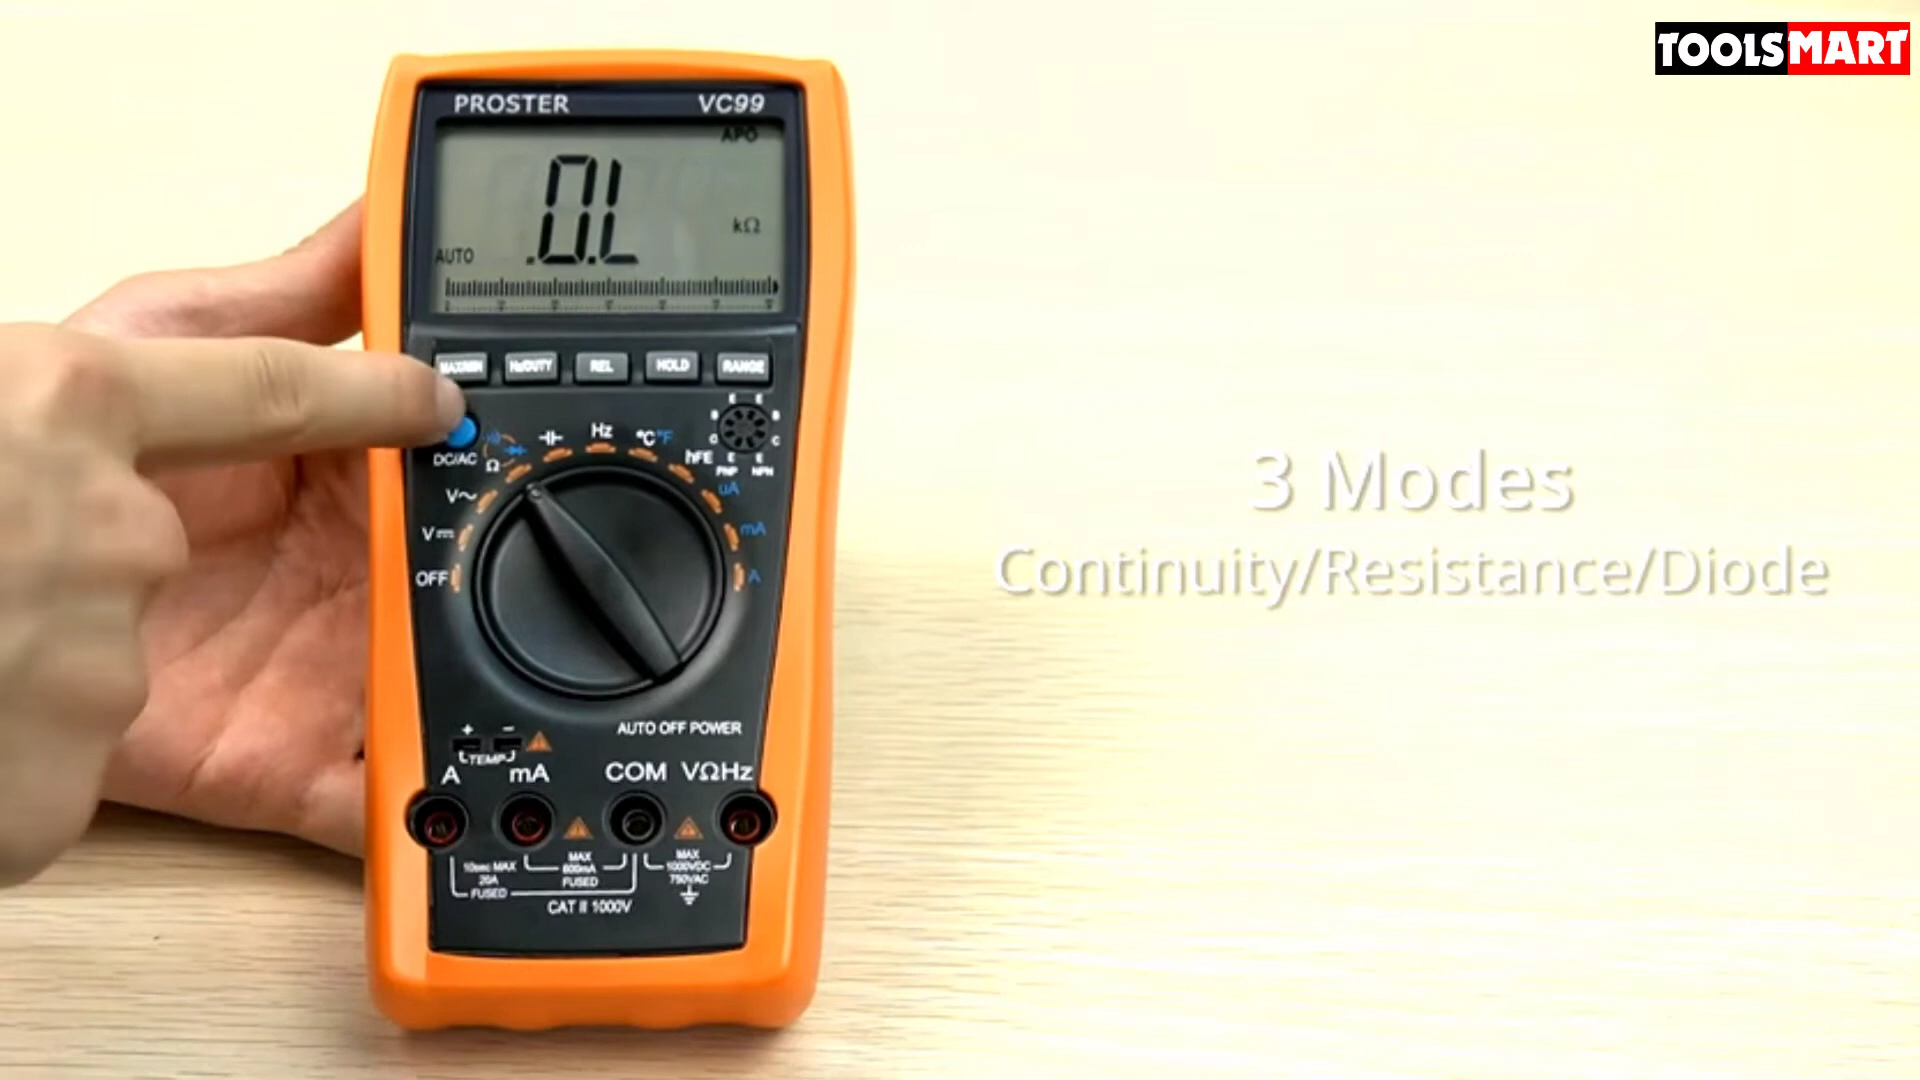 TOOLSMART
PROSTER VC99
APO
.0.L
kΩ
AUTO
MAX/MIN Hz/DUTY REL HOLD RANGE
E E
B B
C C
E E
PNP NPN
DC/AC
Ω
Hz
°C°F
hFE
V~
uA
V⎓
mA
OFF
A
3 Modes
Continuity/Resistance/Diode
+ −
TEMP
AUTO OFF POWER
A mA COM VΩHz
10sec MAX
20A
FUSED
MAX
600mA
FUSED
MAX
1000VDC
750VAC
CAT II 1000V